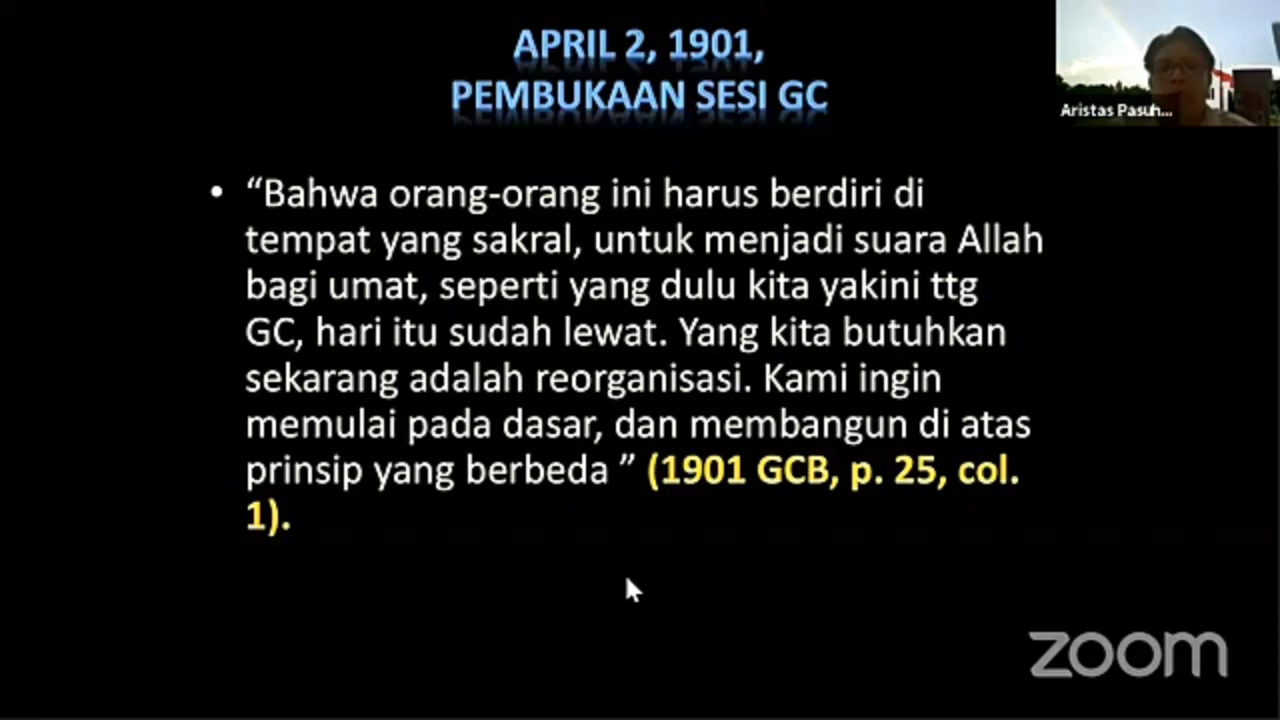 APRIL 2, 1901,
PEMBUKAAN SESI GC
Aristas Pasuh...
• “Bahwa orang-orang ini harus berdiri di
tempat yang sakral, untuk menjadi suara Allah
bagi umat, seperti yang dulu kita yakini ttg
GC, hari itu sudah lewat. Yang kita butuhkan
sekarang adalah reorganisasi. Kami ingin
memulai pada dasar, dan membangun di atas
prinsip yang berbeda ” (1901 GCB, p. 25, col.
1).
zoom